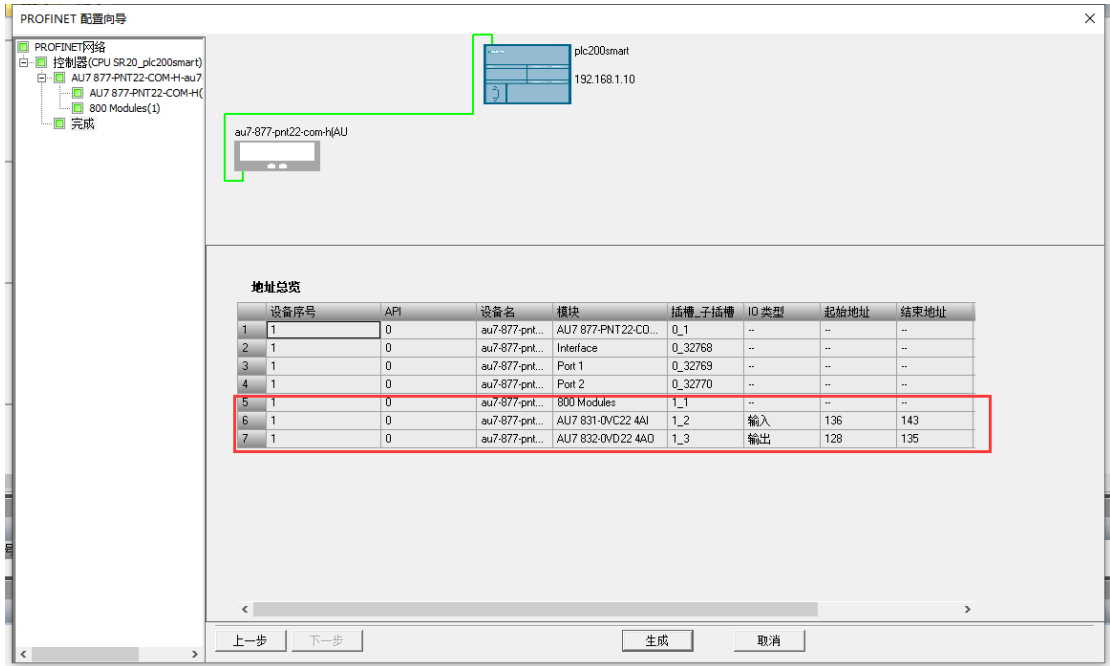 PROFINET 配置向导
PROFINET网络
控制器(CPU SR20_plc200smart)
AU7 877-PNT22-COM-H-au7
AU7 877-PNT22-COM-H(
800 Modules(1)
完成
plc200smart
192.168.1.10
au7-877-pnt22-com-h(AU
地址总览
设备序号 API 设备名 模块 插槽_子插槽 IO 类型 起始地址 结束地址
1 1 0 au7-877-pnt... AU7 877-PNT22-CO... 0_1 -- -- --
2 1 0 au7-877-pnt... Interface 0_32768 -- -- --
3 1 0 au7-877-pnt... Port 1 0_32769 -- -- --
4 1 0 au7-877-pnt... Port 2 0_32770 -- -- --
5 1 0 au7-877-pnt... 800 Modules 1_1 -- -- --
6 1 0 au7-877-pnt... AU7 831-0VC22 4AI 1_2 输入 136 143
7 1 0 au7-877-pnt... AU7 832-0VD22 4AO 1_3 输出 128 135
上一步 下一步 生成 取消